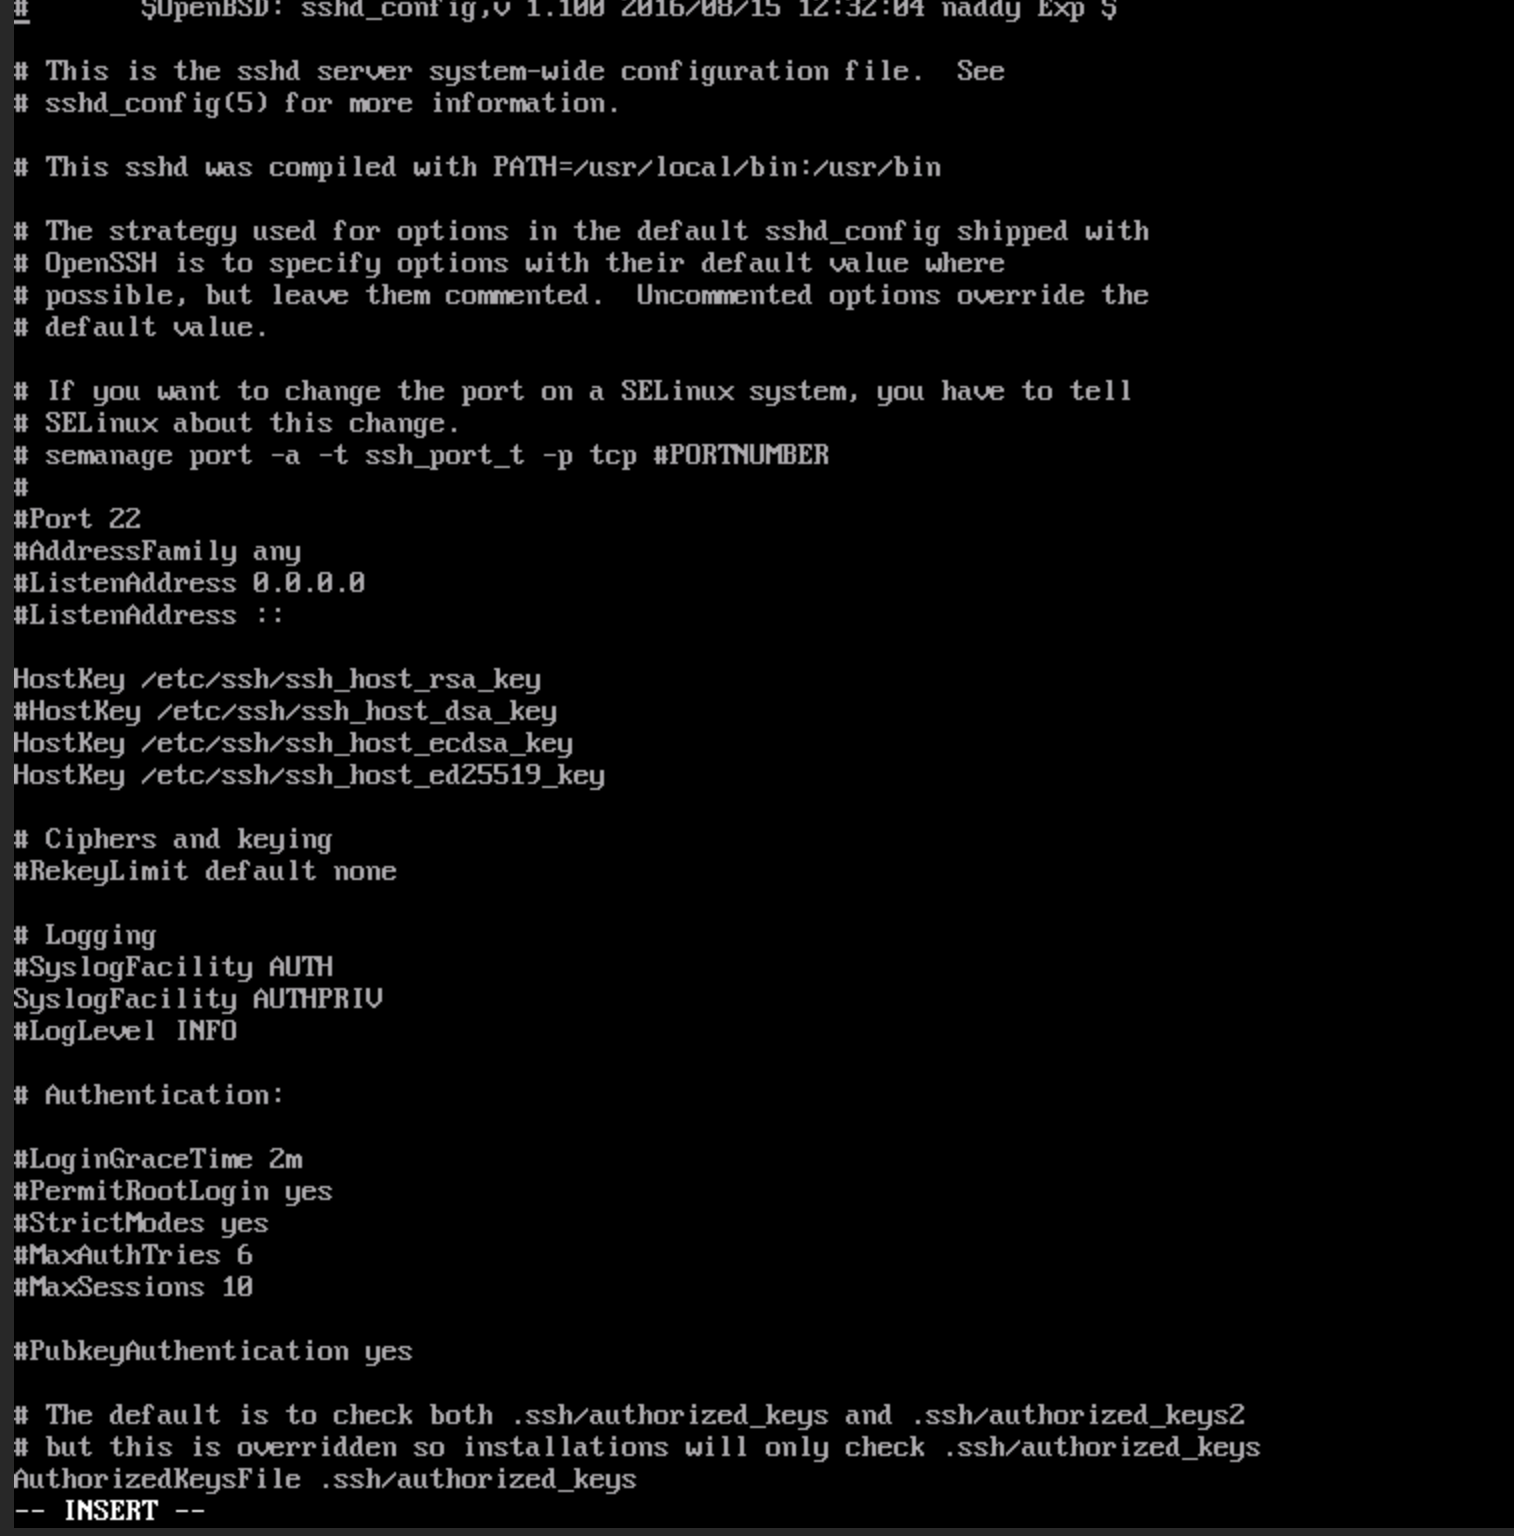 #       $OpenBSD: sshd_config,v 1.100 2016/08/15 12:32:04 naddy Exp $
# This is the sshd server system-wide configuration file.  See
# sshd_config(5) for more information.
# This sshd was compiled with PATH=/usr/local/bin:/usr/bin
# The strategy used for options in the default sshd_config shipped with
# OpenSSH is to specify options with their default value where
# possible, but leave them commented.  Uncommented options override the
# default value.
# If you want to change the port on a SELinux system, you have to tell
# SELinux about this change.
# semanage port -a -t ssh_port_t -p tcp #PORTNUMBER
#
#Port 22
#AddressFamily any
#ListenAddress 0.0.0.0
#ListenAddress ::
HostKey /etc/ssh/ssh_host_rsa_key
#HostKey /etc/ssh/ssh_host_dsa_key
HostKey /etc/ssh/ssh_host_ecdsa_key
HostKey /etc/ssh/ssh_host_ed25519_key
# Ciphers and keying
#RekeyLimit default none
# Logging
#SyslogFacility AUTH
SyslogFacility AUTHPRIV
#LogLevel INFO
# Authentication:
#LoginGraceTime 2m
#PermitRootLogin yes
#StrictModes yes
#MaxAuthTries 6
#MaxSessions 10
#PubkeyAuthentication yes
# The default is to check both .ssh/authorized_keys and .ssh/authorized_keys2
# but this is overridden so installations will only check .ssh/authorized_keys
AuthorizedKeysFile .ssh/authorized_keys
-- INSERT --